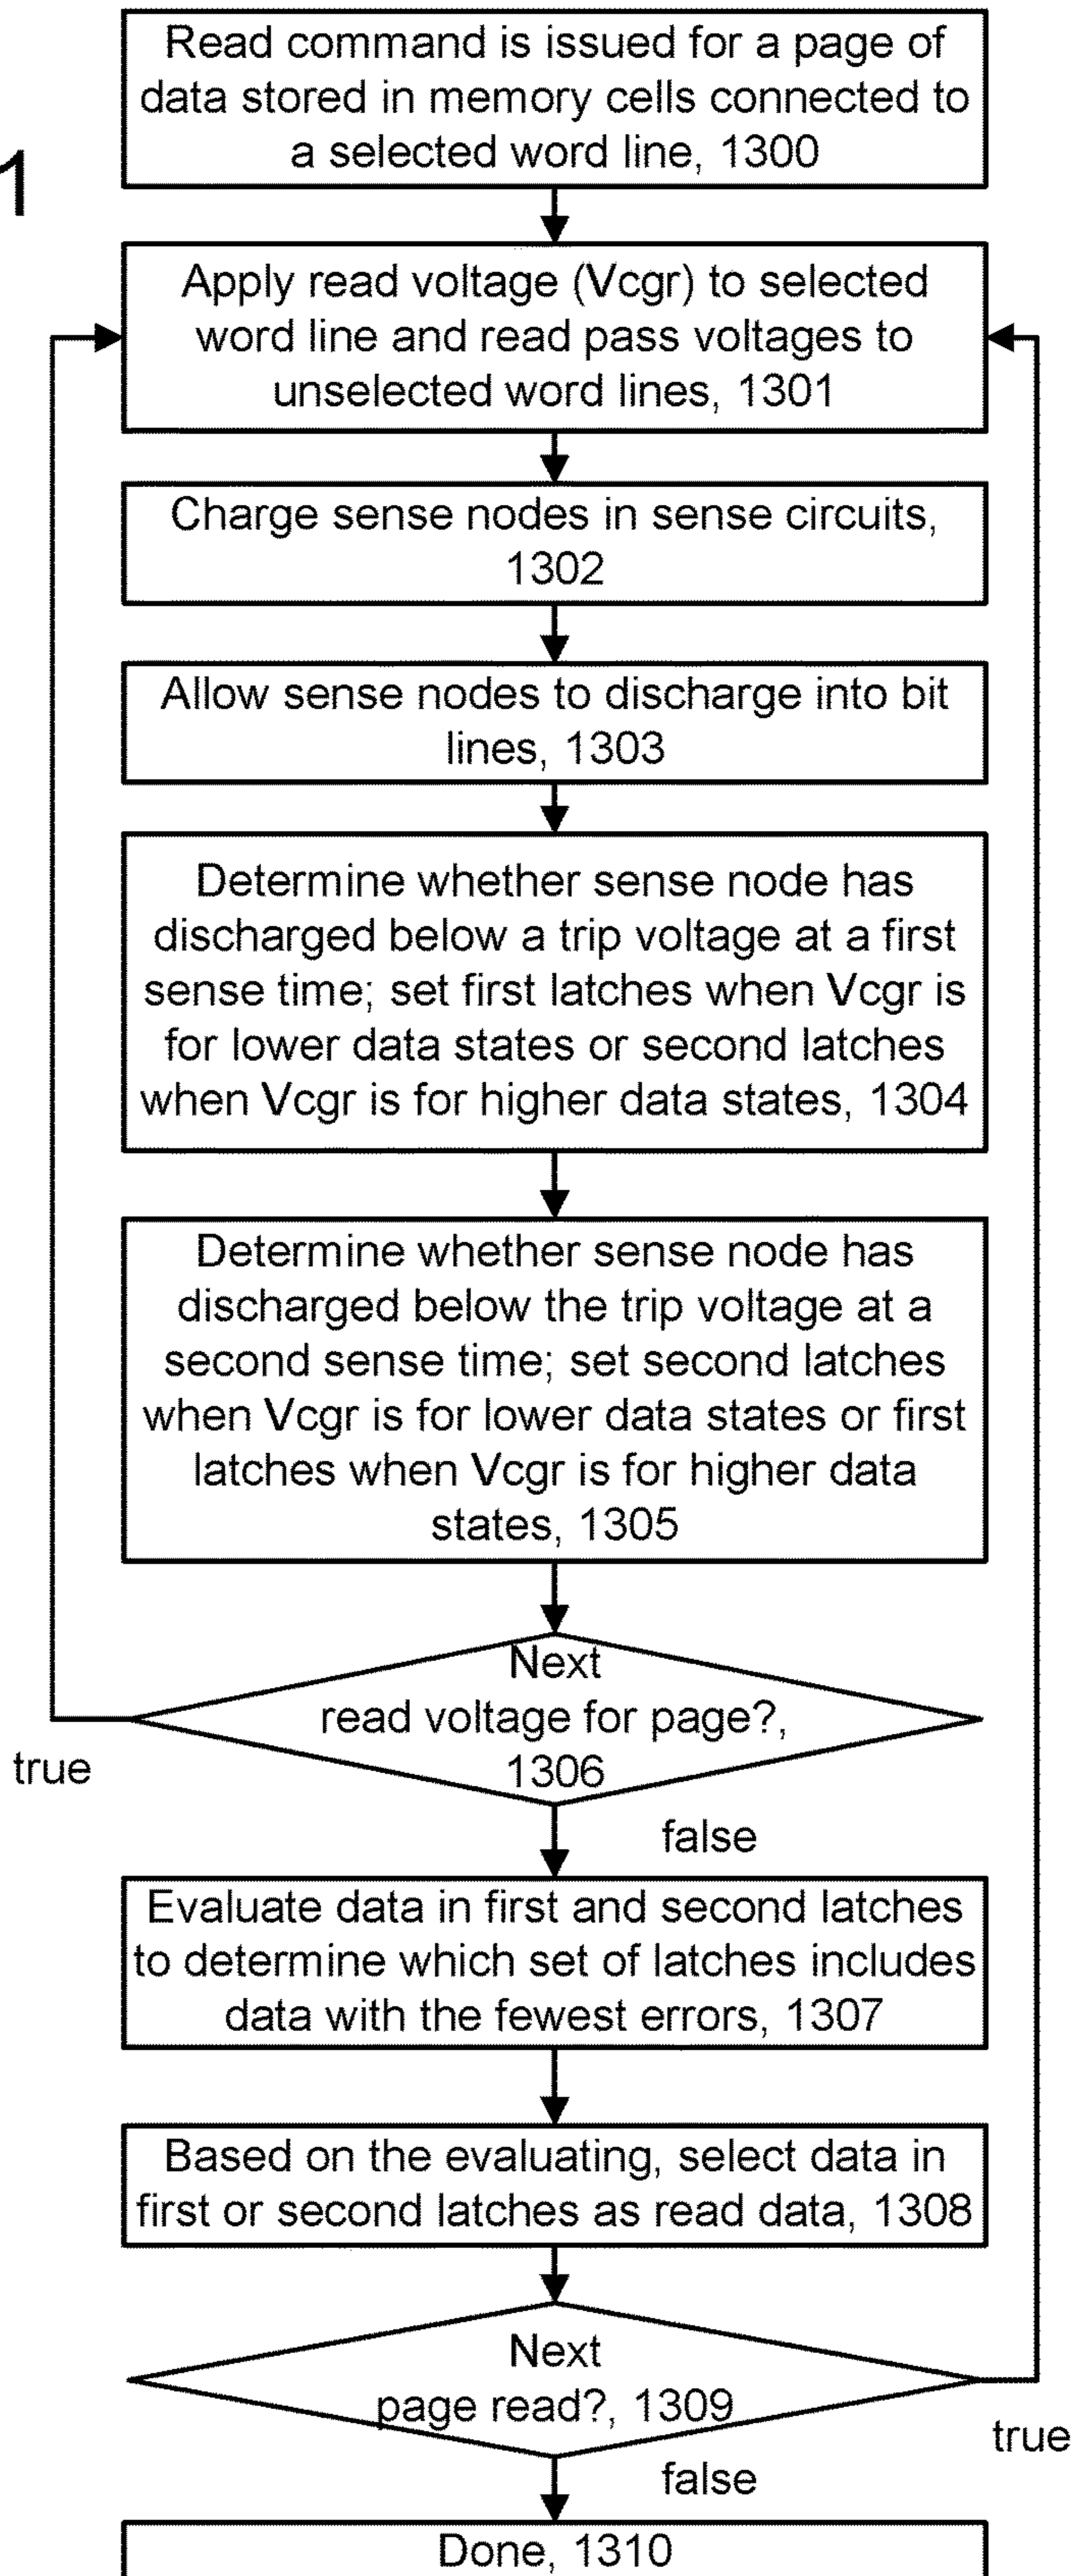 Read command is issued for a page of
data stored in memory cells connected to
a selected word line, 1300
1
Apply read voltage (Vcgr) to selected
word line and read pass voltages to
unselected word lines, 1301
Charge sense nodes in sense circuits,
1302
Allow sense nodes to discharge into bit
lines, 1303
Determine whether sense node has
discharged below a trip voltage at a first
sense time; set first latches when Vcgr is
for lower data states or second latches
when Vcgr is for higher data states, 1304
Determine whether sense node has
discharged below the trip voltage at a
second sense time; set second latches
when Vcgr is for lower data states or first
latches when Vcgr is for higher data
states, 1305
Next
read voltage for page?,
1306
true
false
Evaluate data in first and second latches
to determine which set of latches includes
data with the fewest errors, 1307
Based on the evaluating, select data in
first or second latches as read data, 1308
Next
page read?, 1309
true
false
Done, 1310